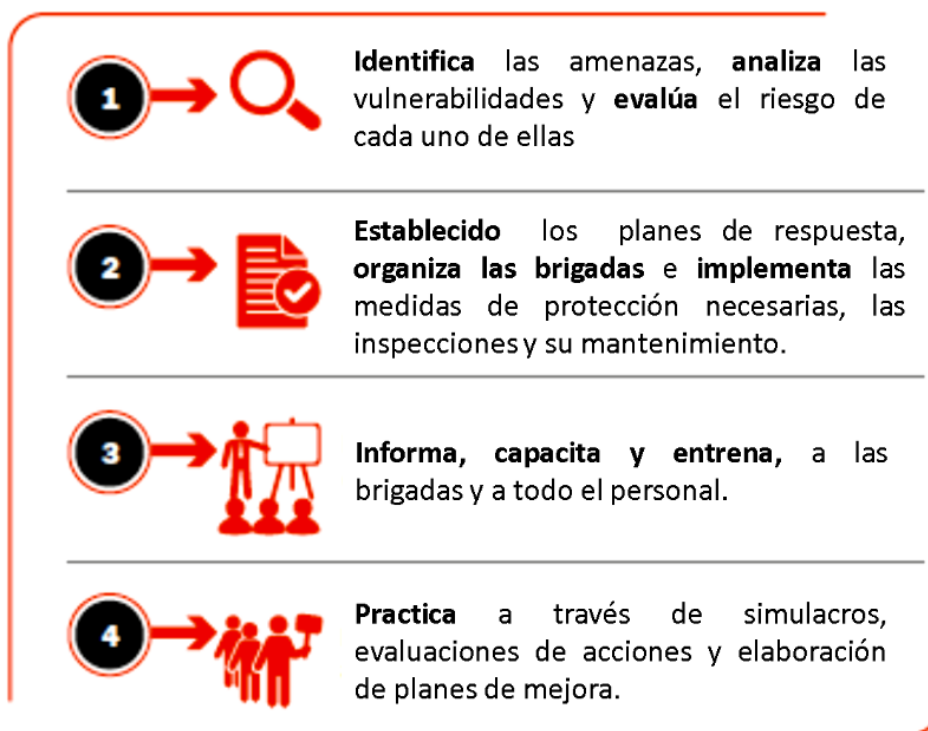 1
Identifica las amenazas, analiza las
vulnerabilidades y evalúa el riesgo de
cada uno de ellas
2
Establecido los planes de respuesta,
organiza las brigadas e implementa las
medidas de protección necesarias, las
inspecciones y su mantenimiento.
3
Informa, capacita y entrena, a las
brigadas y a todo el personal.
4
Practica a través de simulacros,
evaluaciones de acciones y elaboración
de planes de mejora.